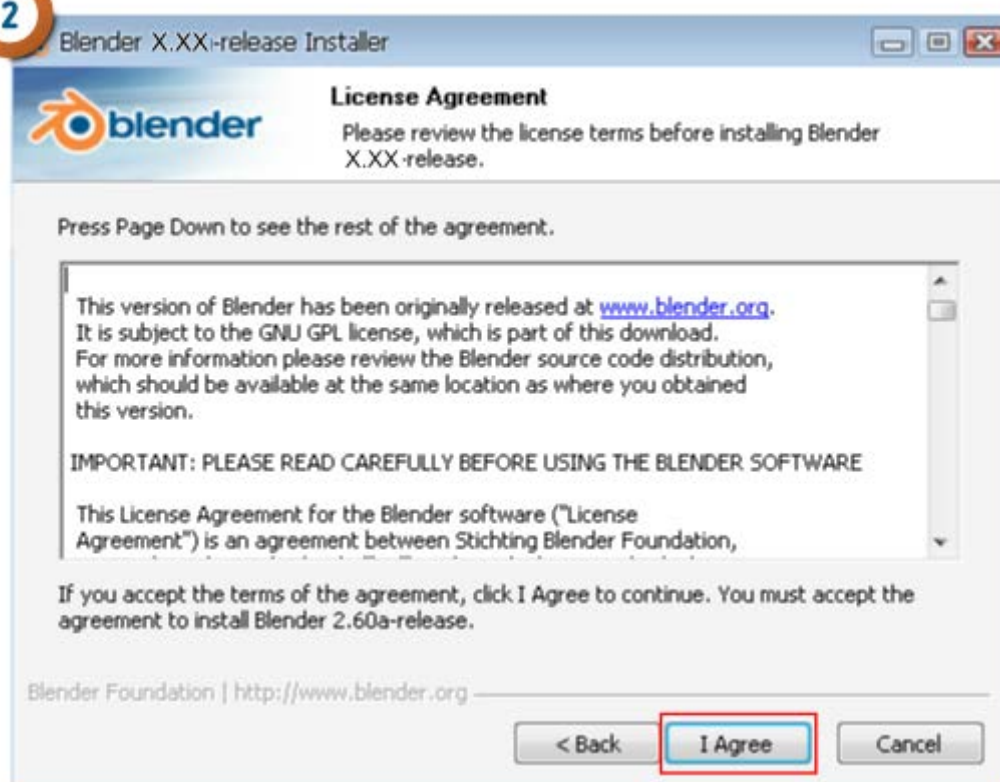 2
Blender X.XX-release Installer
blender
License Agreement
Please review the license terms before installing Blender
X.XX-release.
Press Page Down to see the rest of the agreement.
This version of Blender has been originally released at www.blender.org.
It is subject to the GNU GPL license, which is part of this download.
For more information please review the Blender source code distribution,
which should be available at the same location as where you obtained
this version.
IMPORTANT: PLEASE READ CAREFULLY BEFORE USING THE BLENDER SOFTWARE
This License Agreement for the Blender software ("License
Agreement") is an agreement between Stichting Blender Foundation,
If you accept the terms of the agreement, click I Agree to continue. You must accept the
agreement to install Blender 2.60a-release.
Blender Foundation | http://www.blender.org
< Back
I Agree
Cancel